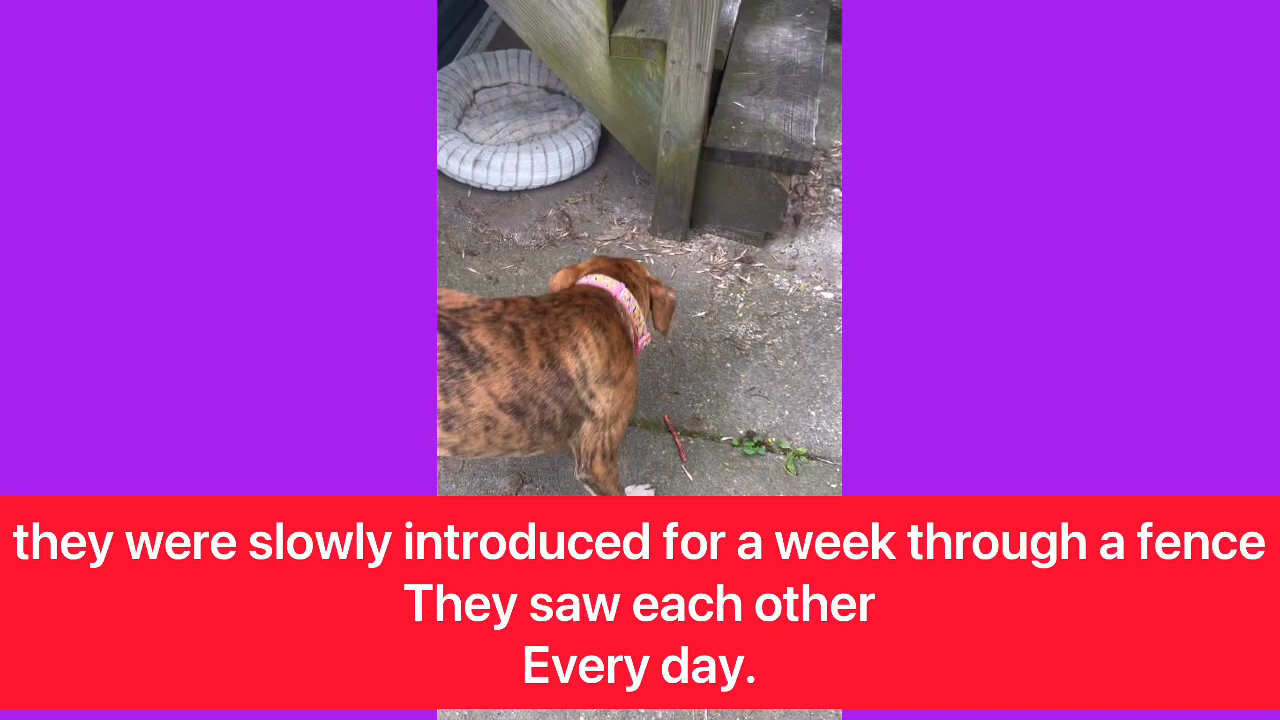 they were slowly introduced for a week through a fence
They saw each other
Every day.